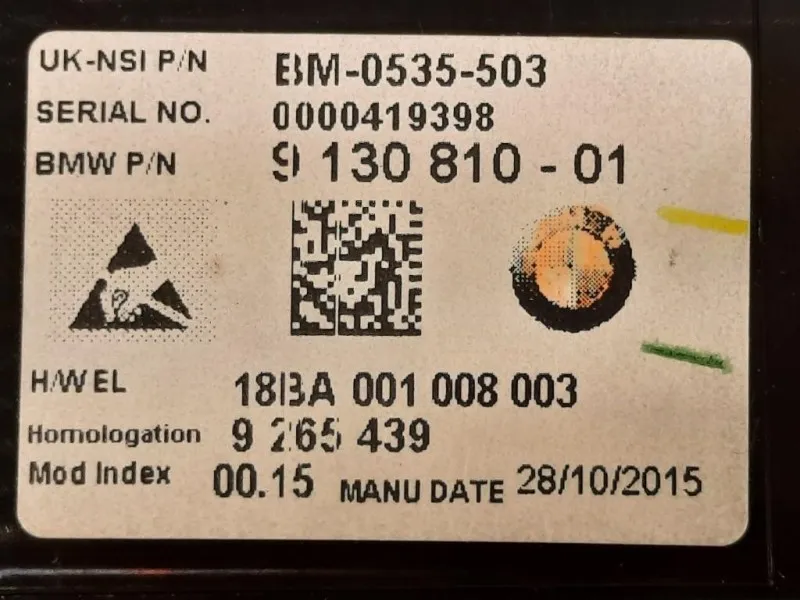 UK-NSI P/N BM-0535-503
SERIAL NO. 0000419398
BMW P/N 9 130 810 - 01
H/W EL 18BA 001 008 003
Homologation 9 265 439
Mod Index 00.15 MANU DATE 28/10/2015